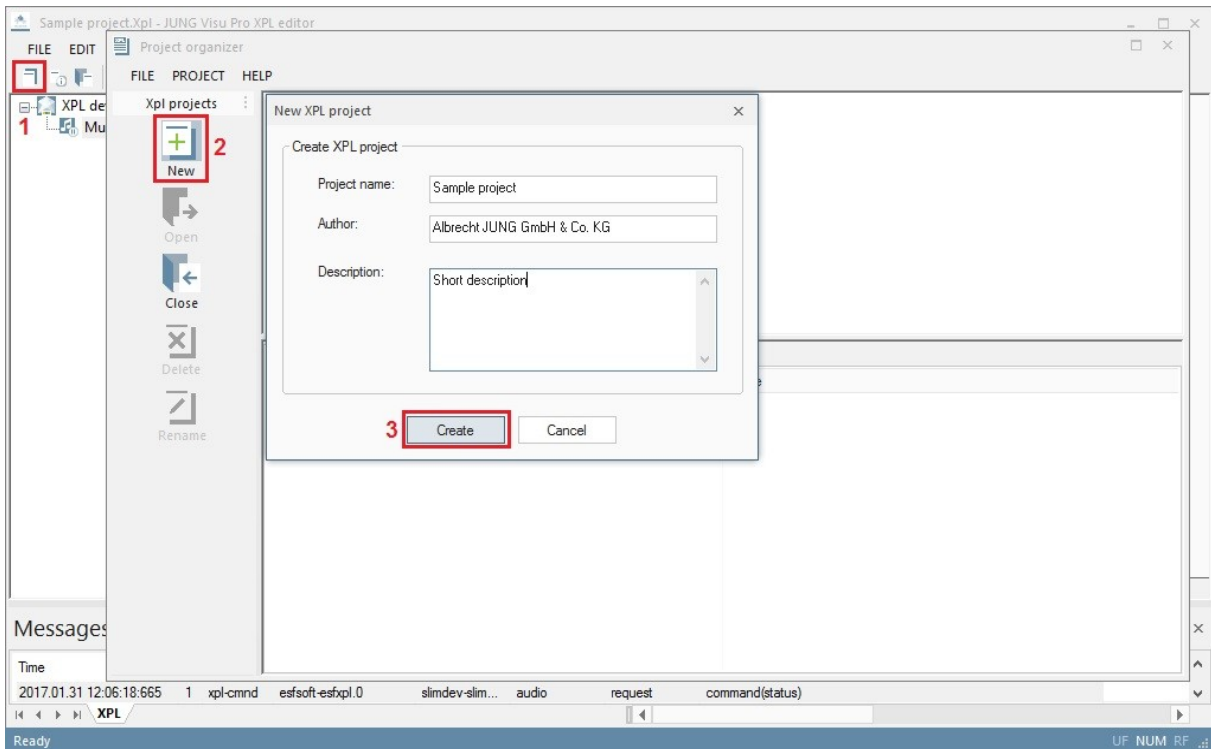 Sample project.Xpl - JUNG Visu Pro XPL editor
FILE EDIT
Project organizer
FILE PROJECT HELP
XPL de
1
Mu
Xpl projects
2
New
Open
Close
Delete
Rename
New XPL project
Create XPL project
Project name: Sample project
Author: Albrecht JUNG GmbH & Co. KG
Description: Short description
3 Create Cancel
Messages
Time
2017.01.31 12:06:18:665 1 xpl-cmnd esfsoft-esfxpl.0 slimdev-slim... audio request command(status)
XPL
Ready UF NUM RF